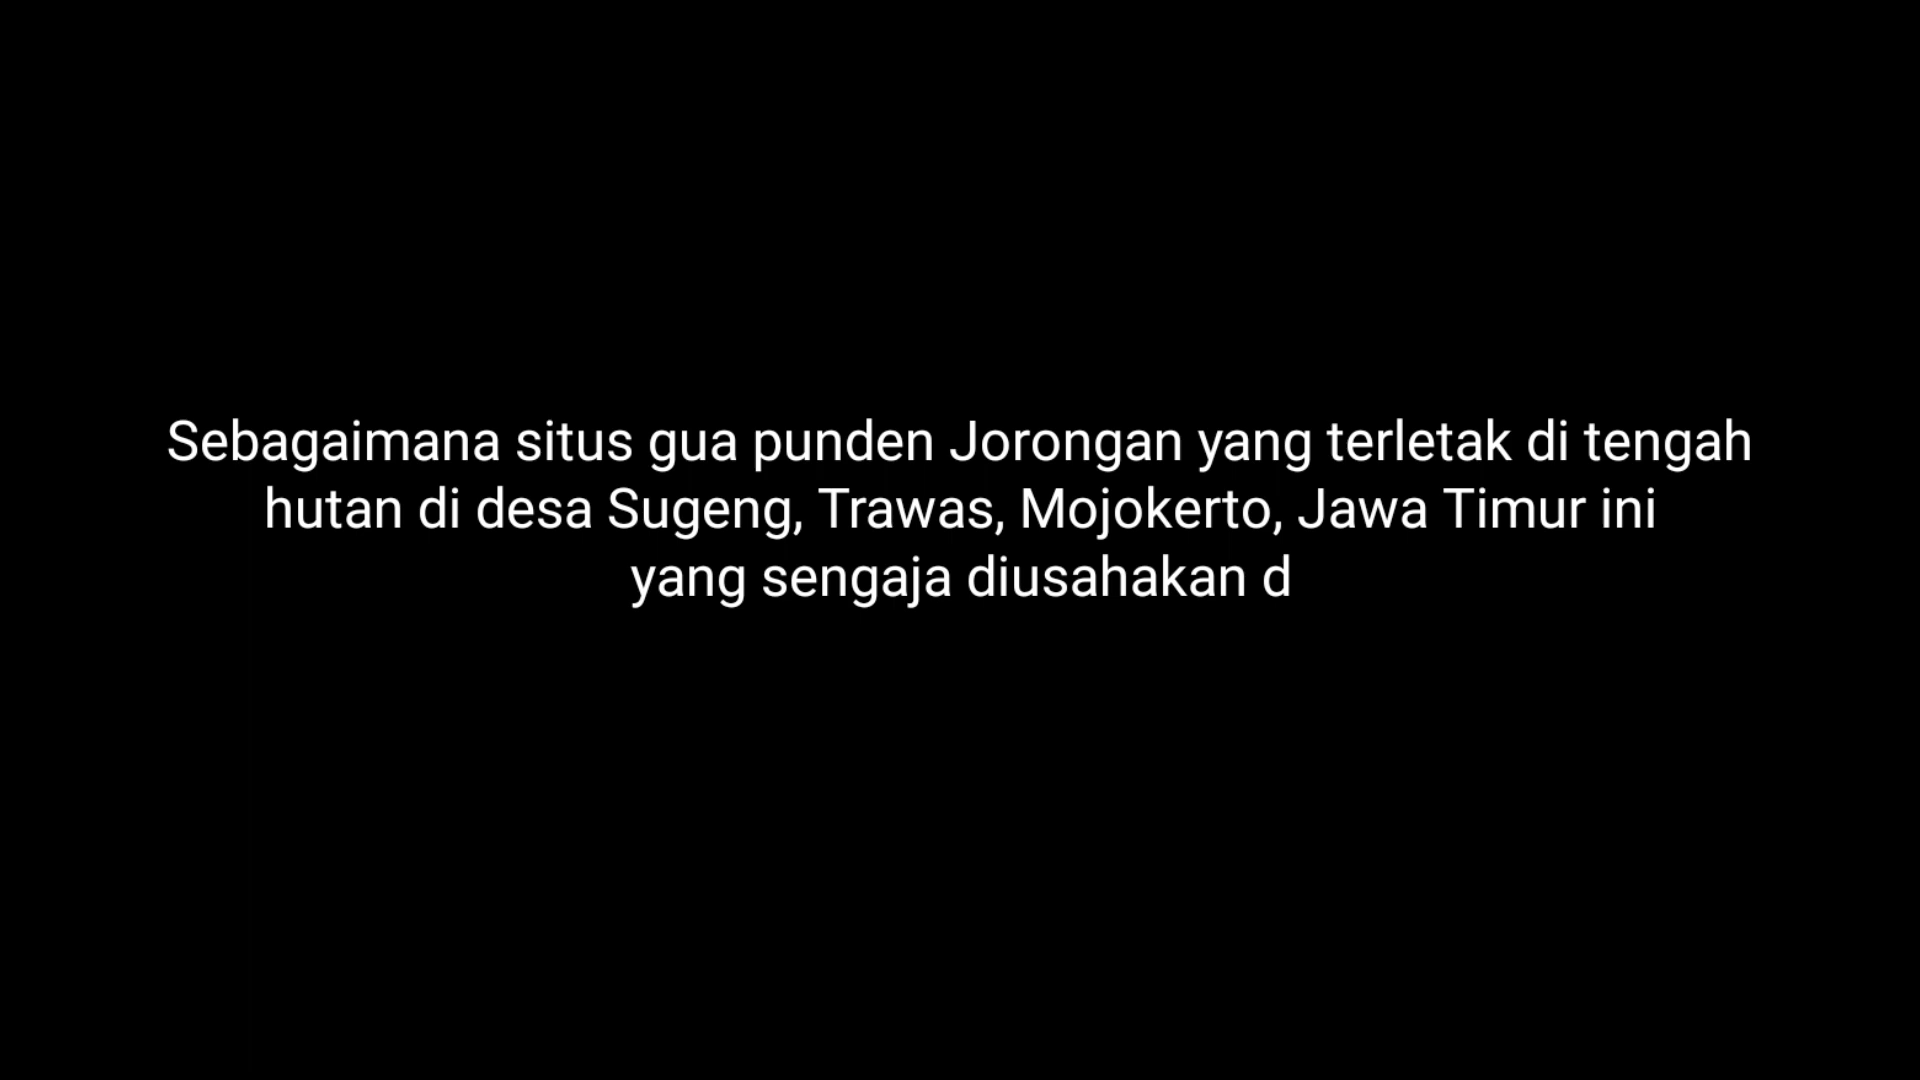 Sebagaimana situs gua punden Jorongan yang terletak di tengah
hutan di desa Sugeng, Trawas, Mojokerto, Jawa Timur ini
yang sengaja diusahakan d